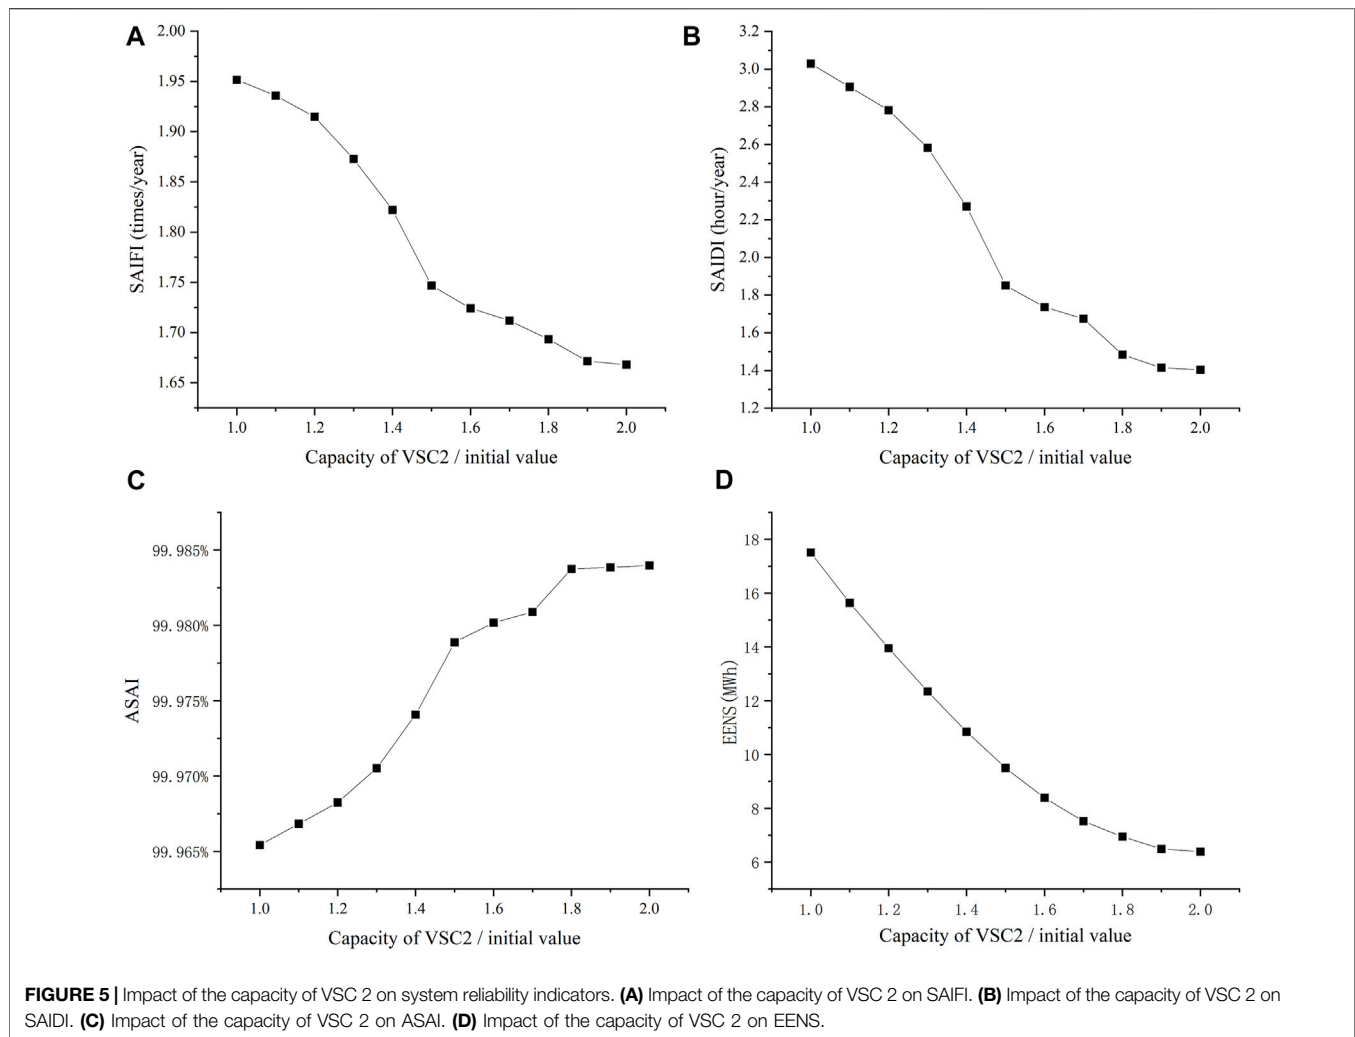 A
2.00
1.95
1.90
1.85
1.80
1.75
1.70
1.65
SAIFI (times/year)
1.0 1.2 1.4 1.6 1.8 2.0
Capacity of VSC2 / initial value
B
3.2
3.0
2.8
2.6
2.4
2.2
2.0
1.8
1.6
1.4
1.2
SAIDI (hour/year)
1.0 1.2 1.4 1.6 1.8 2.0
Capacity of VSC2 / initial value
C
99.985%
99.980%
99.975%
99.970%
99.965%
ASAI
1.0 1.2 1.4 1.6 1.8 2.0
Capacity of VSC2 / initial value
D
18
16
14
12
10
8
6
EENS(MWh)
1.0 1.2 1.4 1.6 1.8 2.0
Capacity of VSC2 / initial value
FIGURE 5 | Impact of the capacity of VSC 2 on system reliability indicators. (A) Impact of the capacity of VSC 2 on SAIFI. (B) Impact of the capacity of VSC 2 on
SAIDI. (C) Impact of the capacity of VSC 2 on ASAI. (D) Impact of the capacity of VSC 2 on EENS.